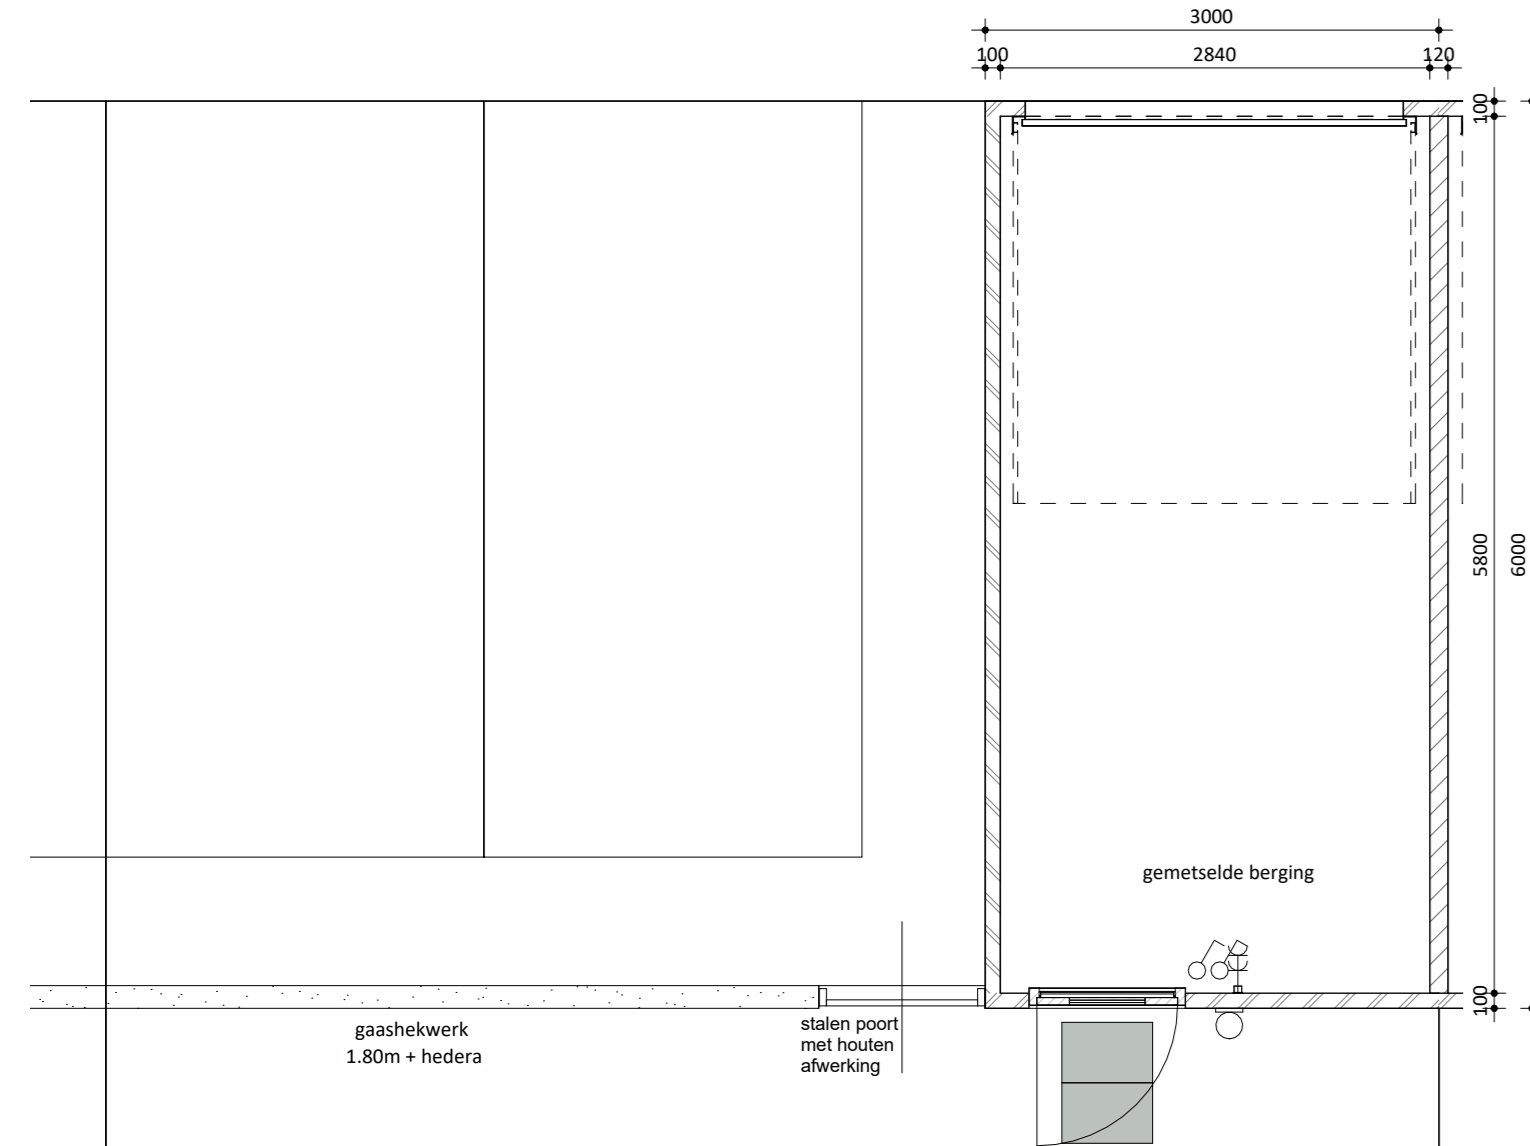 3000
100 2840 120
100
5800
6000
gemetselde berging
100
gaashekwerk
1.80m + hedera
stalen poort
met houten
afwerking